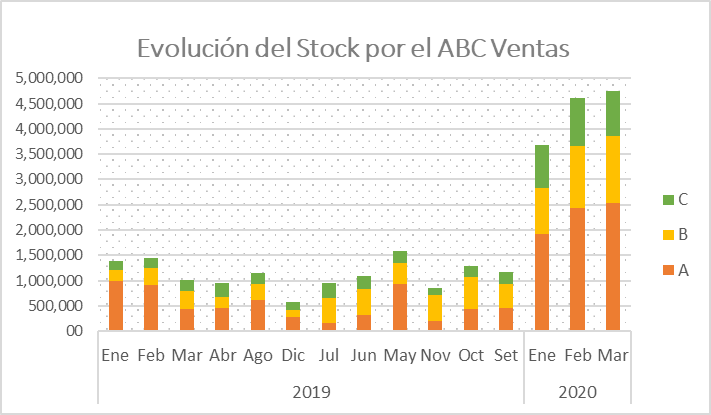 Evolución del Stock por el ABC Ventas
5,000,000
4,500,000
4,000,000
3,500,000
3,000,000
2,500,000
2,000,000
1,500,000
1,000,000
500,000
00
C
B
A
Ene Feb Mar Abr Ago Dic Jul Jun May Nov Oct Set Ene Feb Mar
2019 2020